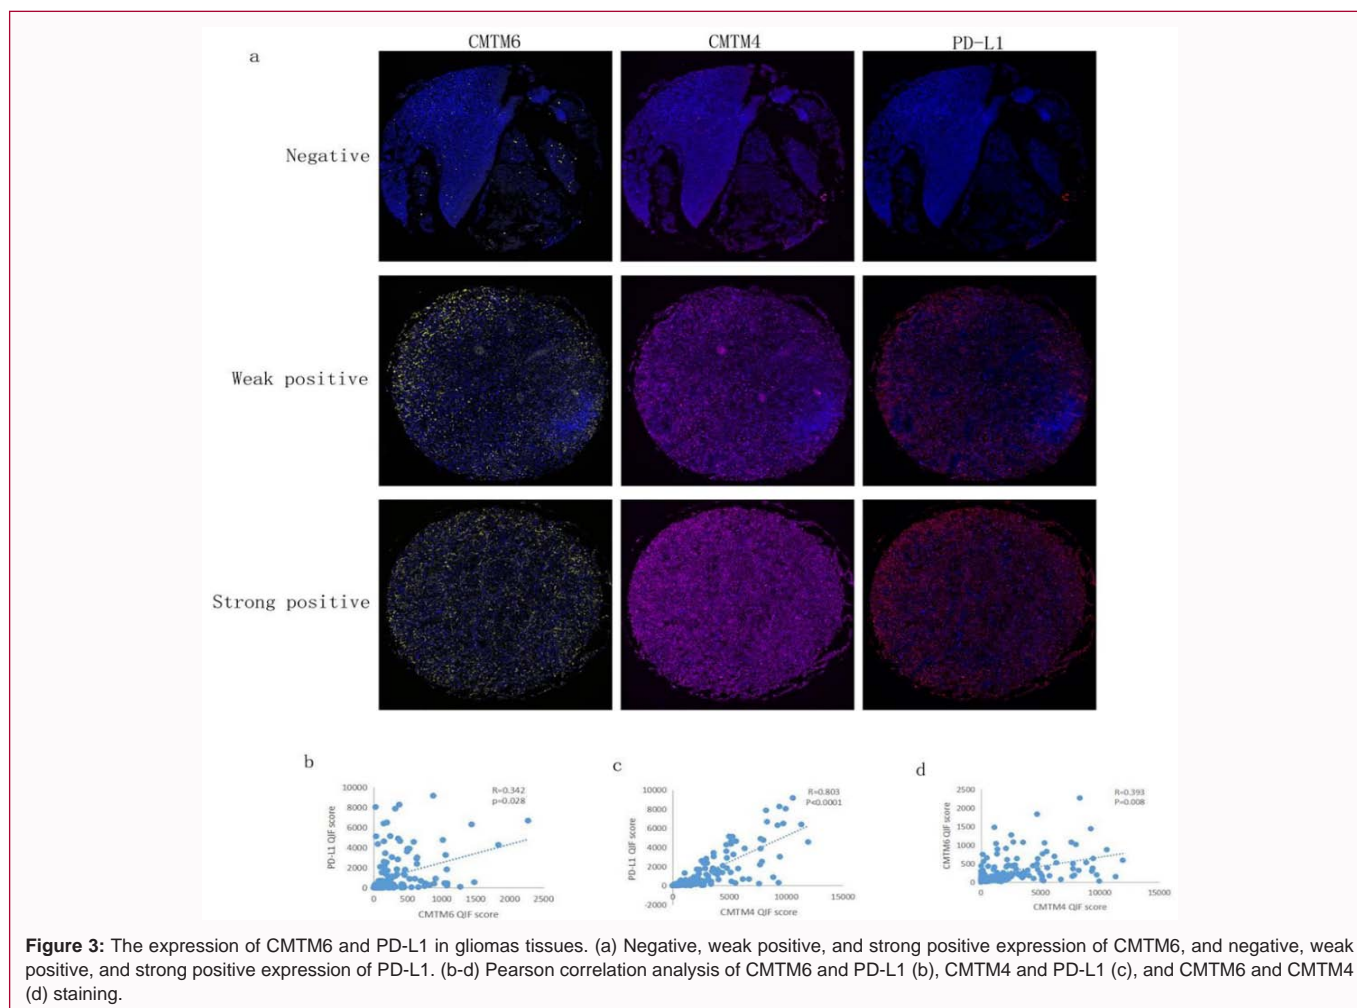 CMTM6 CMTM4 PD-L1
a
Negative
Weak positive
Strong positive
b
10000
8000
6000
4000
2000
0
PD-L1 QIF score
R=0.342
p=0.028
0 500 1000 1500 2000 2500
CMTM6 QIF score
c
10000
8000
6000
4000
2000
0
-2000
PD-L1 QIF score
R=0.803
P<0.0001
0 5000 10000 15000
CMTM4 QIF score
d
2500
2000
1500
1000
500
0
CMTM6 QIF score
R=0.393
P=0.008
0 5000 10000 15000
CMTM4 QIF score
Figure 3: The expression of CMTM6 and PD-L1 in gliomas tissues. (a) Negative, weak positive, and strong positive expression of CMTM6, and negative, weak
positive, and strong positive expression of PD-L1. (b-d) Pearson correlation analysis of CMTM6 and PD-L1 (b), CMTM4 and PD-L1 (c), and CMTM6 and CMTM4
(d) staining.